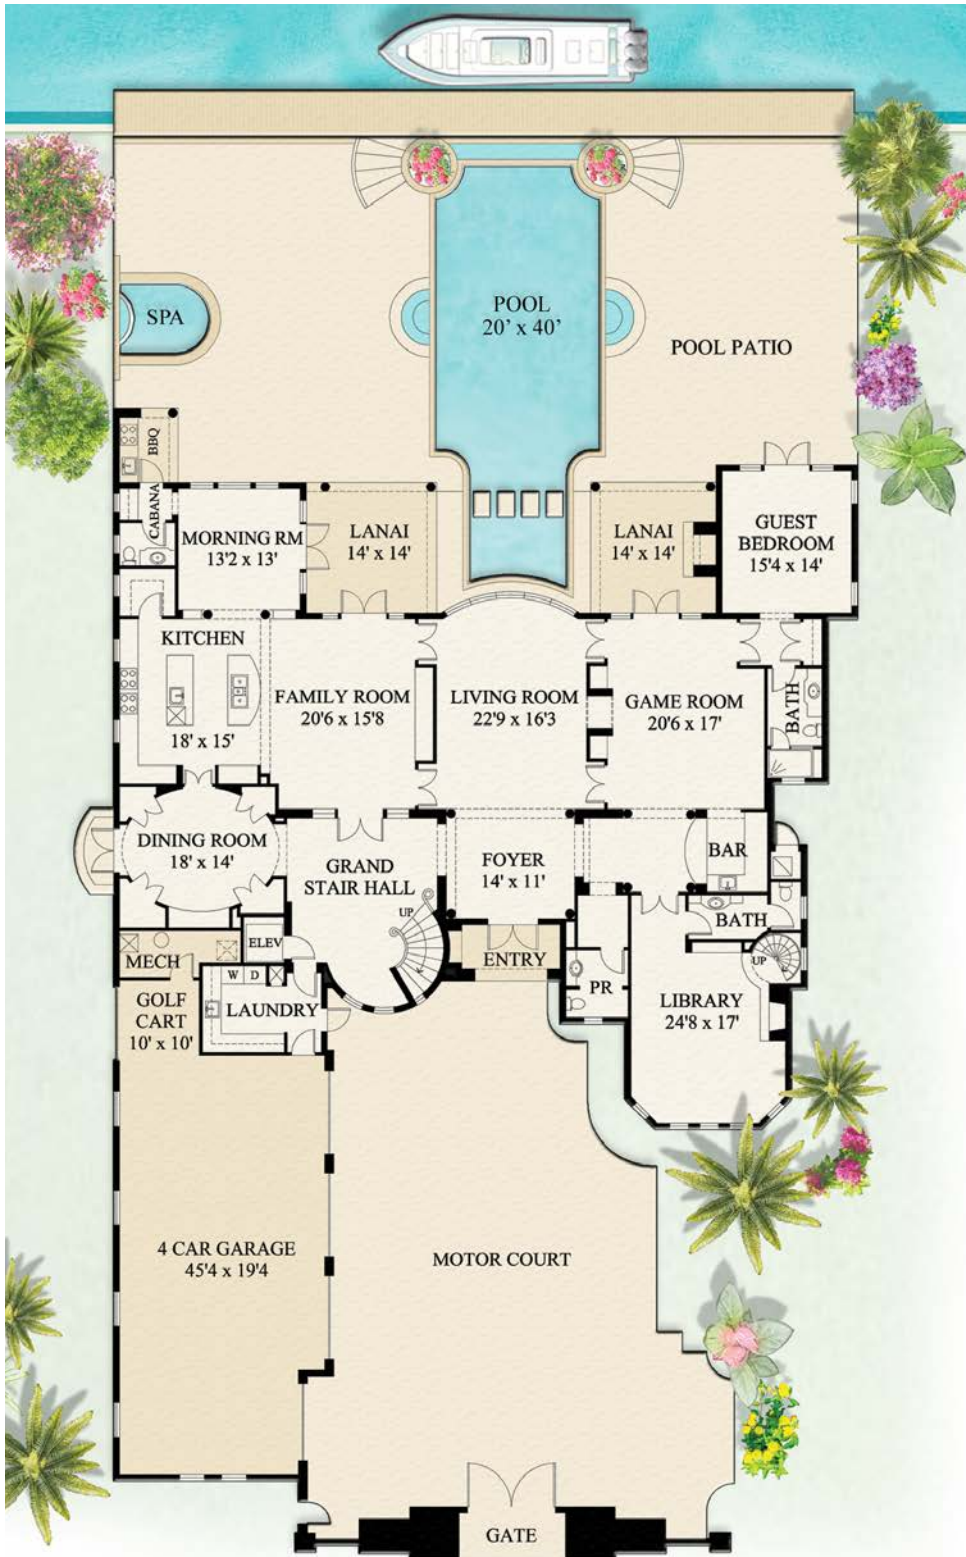 POOL
20' x 40'
SPA
POOL PATIO
BBQ
CABANA
MORNING RM
13'2 x 13'
LANAI
14' x 14'
LANAI
14' x 14'
GUEST
BEDROOM
15'4 x 14'
KITCHEN
18' x 15'
FAMILY ROOM
20'6 x 15'8
LIVING ROOM
22'9 x 16'3
GAME ROOM
20'6 x 17'
BATH
DINING ROOM
18' x 14'
GRAND
STAIR HALL
UP
FOYER
14' x 11'
BAR
BATH
ELEV
MECH
ENTRY
UP
W D
LAUNDRY
PR
LIBRARY
24'8 x 17'
GOLF
CART
10' x 10'
4 CAR GARAGE
45'4 x 19'4
MOTOR COURT
GATE